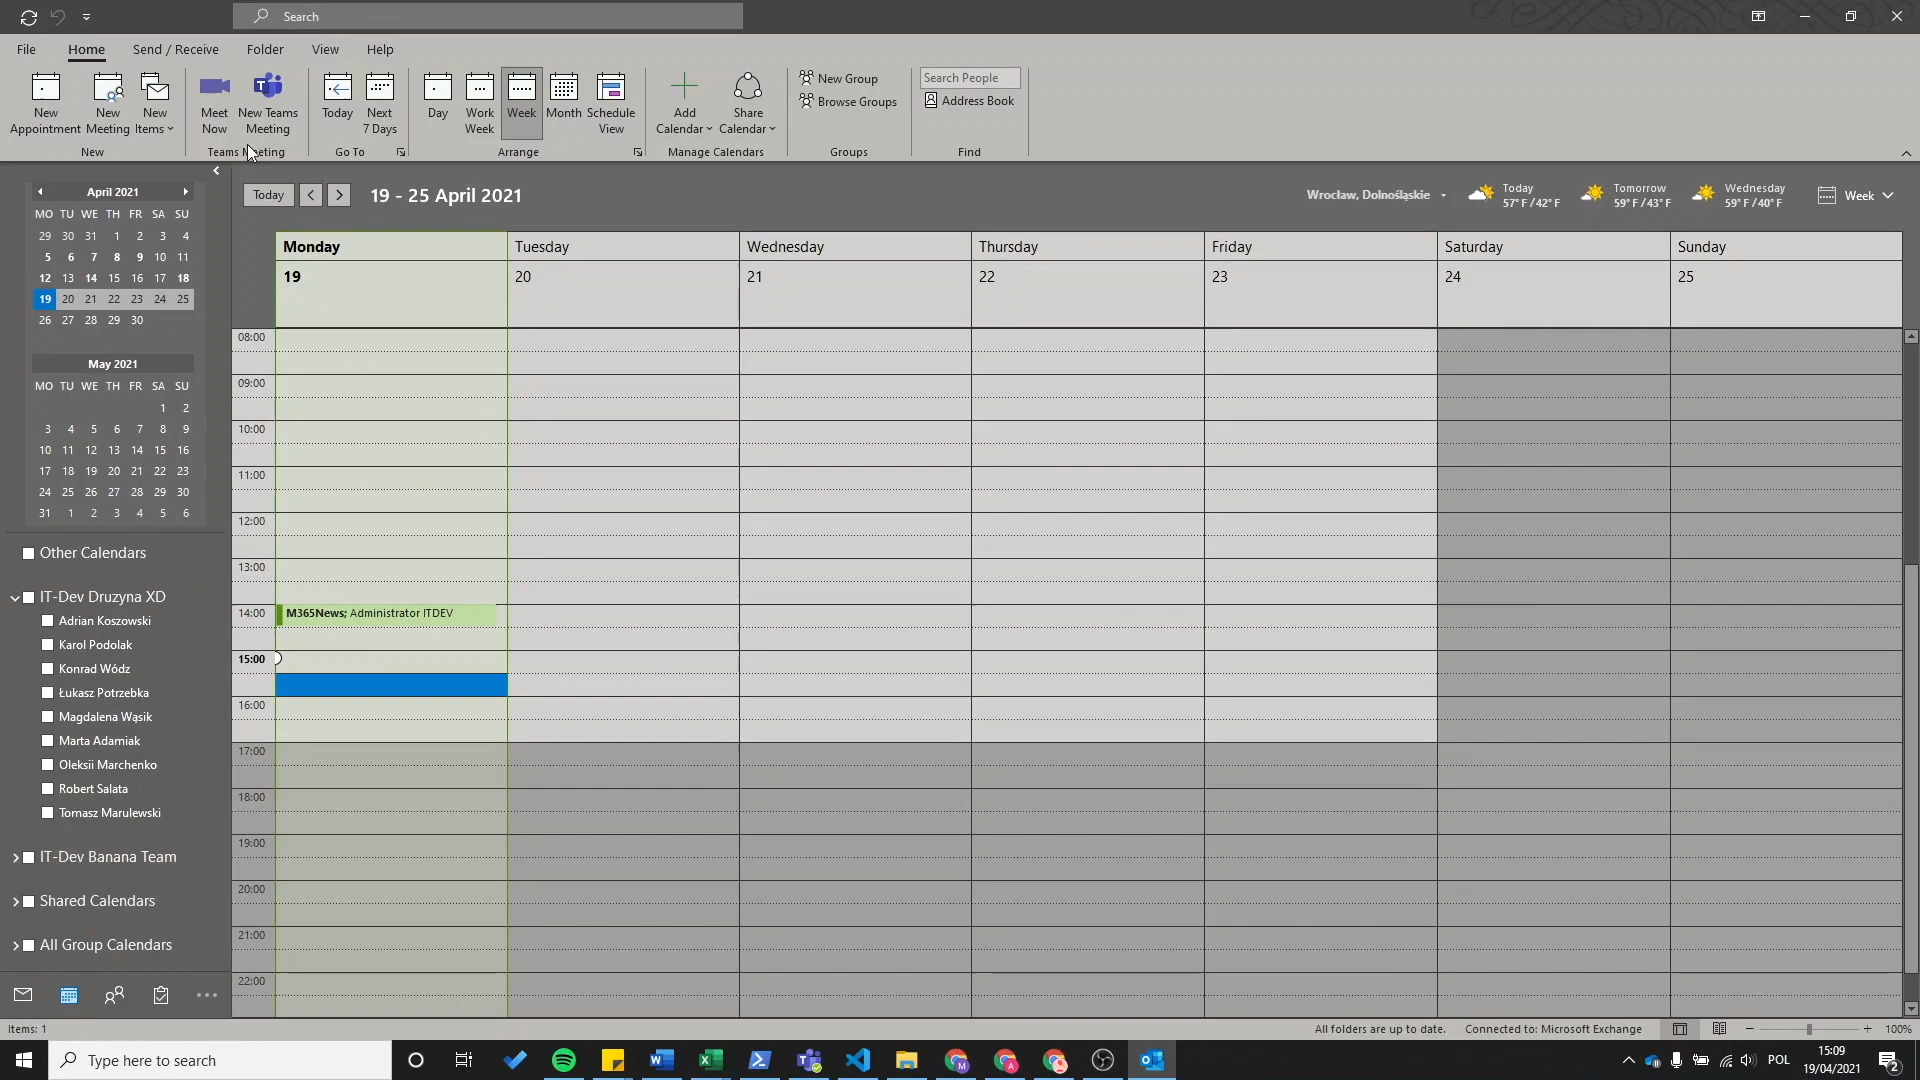 Search
File Home Send / Receive Folder View Help
New Appointment
New Meeting
New Items
New
Meet Now
New Teams Meeting
Teams Meeting
Today
Next 7 Days
Go To
Day
Work Week
Week
Month
Schedule View
Arrange
Add Calendar
Share Calendar
Manage Calendars
New Group
Browse Groups
Groups
Search People
Address Book
Find
April 2021
MO TU WE TH FR SA SU
29 30 31 1 2 3 4
5 6 7 8 9 10 11
12 13 14 15 16 17 18
19 20 21 22 23 24 25
26 27 28 29 30
May 2021
MO TU WE TH FR SA SU
1 2
3 4 5 6 7 8 9
10 11 12 13 14 15 16
17 18 19 20 21 22 23
24 25 26 27 28 29 30
31 1 2 3 4 5 6
Other Calendars
IT-Dev Druzyna XD
Adrian Koszowski
Karol Podolak
Konrad Wódz
Łukasz Potrzebka
Magdalena Wąsik
Marta Adamiak
Oleksii Marchenko
Robert Salata
Tomasz Marulewski
IT-Dev Banana Team
Shared Calendars
All Group Calendars
Today
19 - 25 April 2021
Wrocław, Dolnośląskie
Today
57° F / 42° F
Tomorrow
59° F / 43° F
Wednesday
59° F / 40° F
Week
Monday Tuesday Wednesday Thursday Friday Saturday Sunday
19 20 21 22 23 24 25
08:00
09:00
10:00
11:00
12:00
13:00
14:00 M365News; Administrator ITDEV
15:00
16:00
17:00
18:00
19:00
20:00
21:00
22:00
Items: 1
All folders are up to date.
Connected to: Microsoft Exchange
100%
Type here to search
POL
15:09
19/04/2021
2